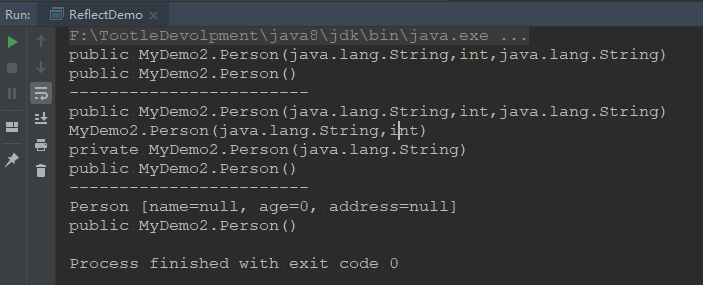 Run: ReflectDemo ×
F:\TootleDevolpment\java8\jdk\bin\java.exe ...
public MyDemo2.Person(java.lang.String,int,java.lang.String)
public MyDemo2.Person()
------------------------
public MyDemo2.Person(java.lang.String,int,java.lang.String)
MyDemo2.Person(java.lang.String,int)
private MyDemo2.Person(java.lang.String)
public MyDemo2.Person()
------------------------
Person [name=null, age=0, address=null]
public MyDemo2.Person()
Process finished with exit code 0